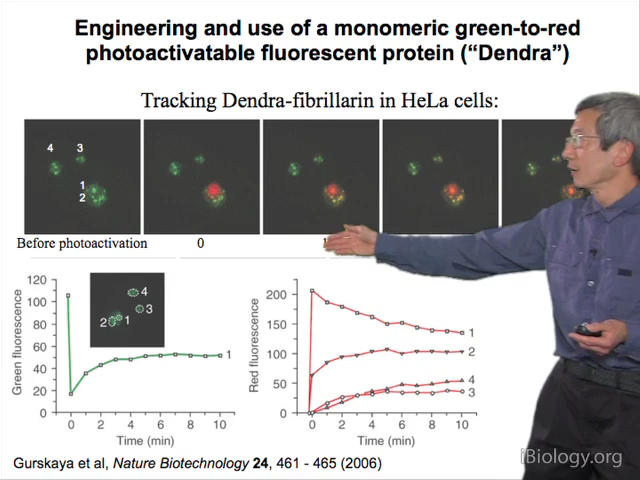 Engineering and use of a monomeric green-to-red
photoactivatable fluorescent protein (“Dendra”)
Tracking Dendra-fibrillarin in HeLa cells:
4 3
1
2
Before photoactivation 0 1
120
100
80
60
40
20
0
Green fluorescence
4
3
2 1
1
0 2 4 6 8 10
Time (min)
200
150
100
50
0
Red fluorescence
1
2
4
3
0 2 4 6 8 10
Time (min)
Gurskaya et al, Nature Biotechnology 24, 461 - 465 (2006)
iBiology.org